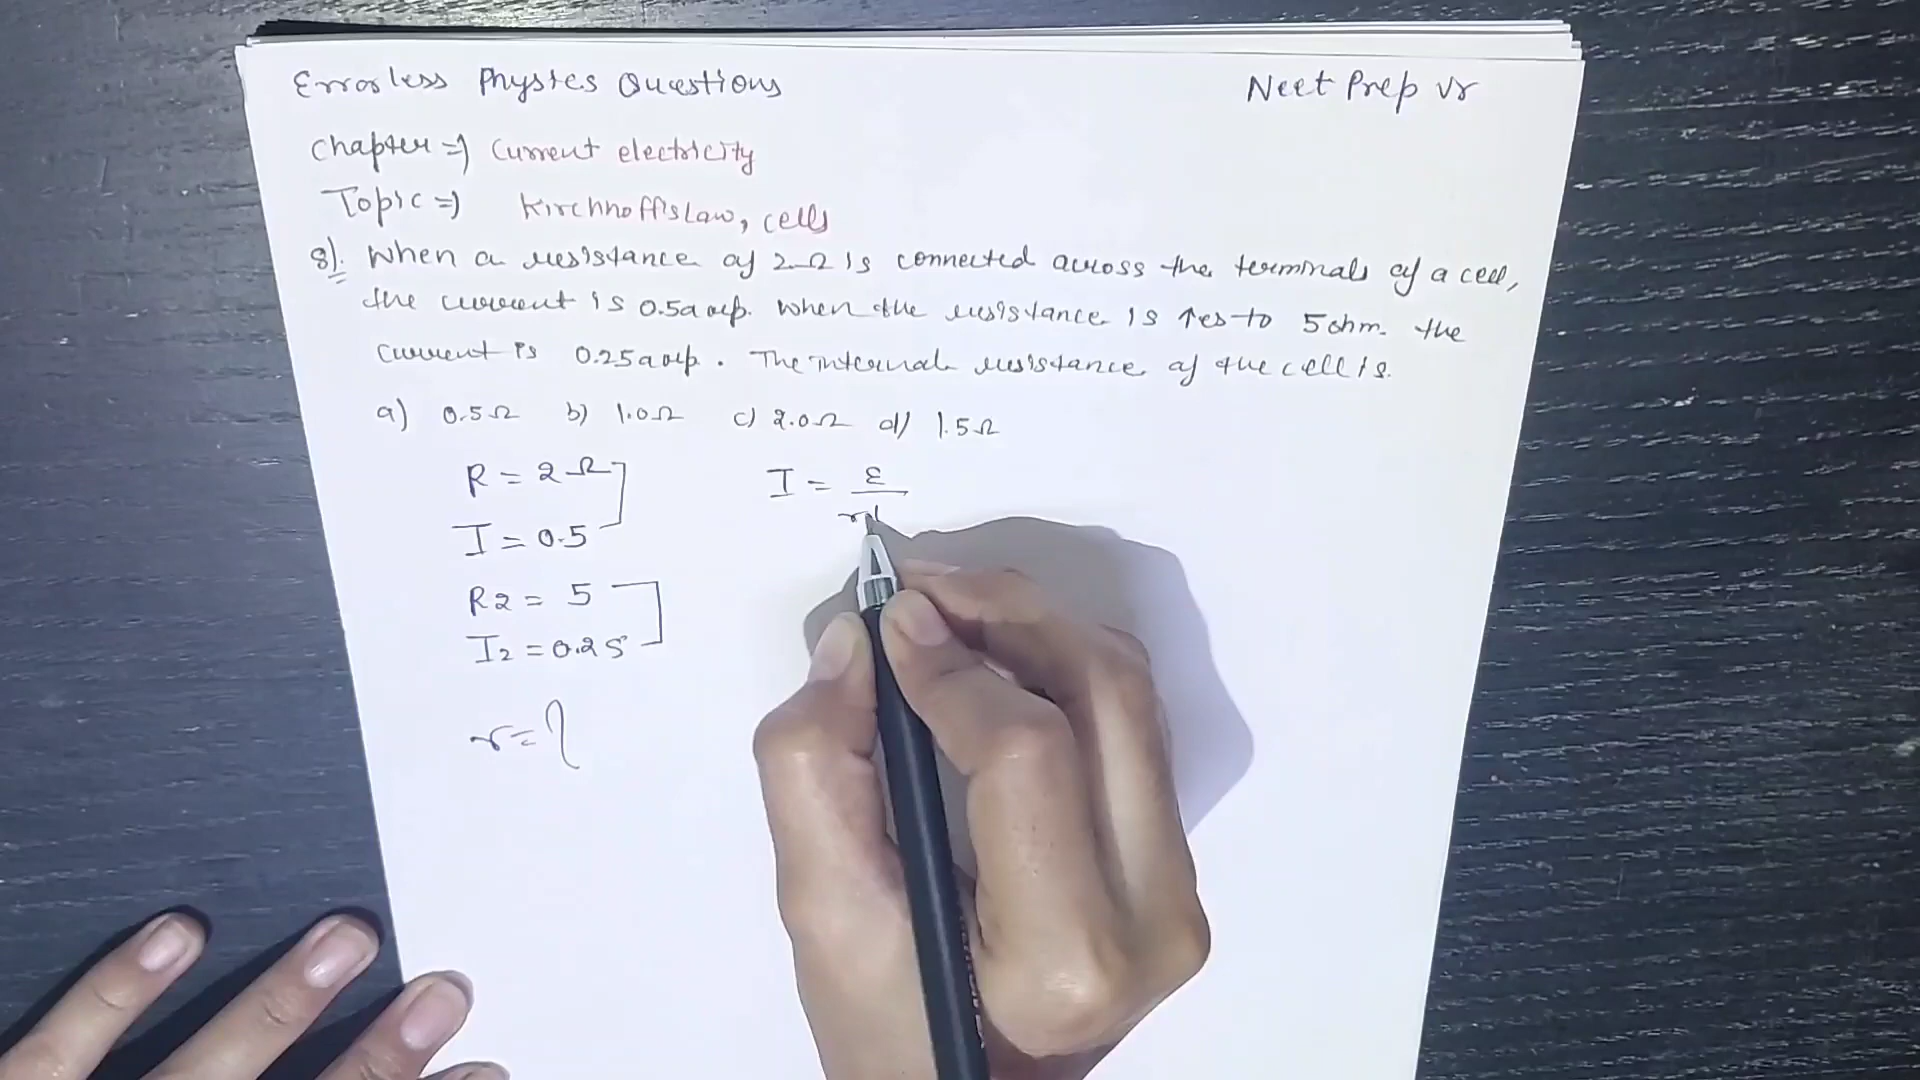 Errorless Physics Questions
Neet Prep vr
Chapter => Current electricity
Topic => Kirchhoff's Law, cells
8). When a resistance of 2Ω is connected across the terminals of a cell,
the current is 0.5 amp. When the resistance is ↑es to 5 ohm. the
current is 0.25 amp. The internal resistance of the cell is.
a) 0.5Ω b) 1.0Ω c) 2.0Ω d) 1.5Ω
R = 2Ω
I = 0.5
R2 = 5
I2 = 0.25
r = ?
I = ε
r+